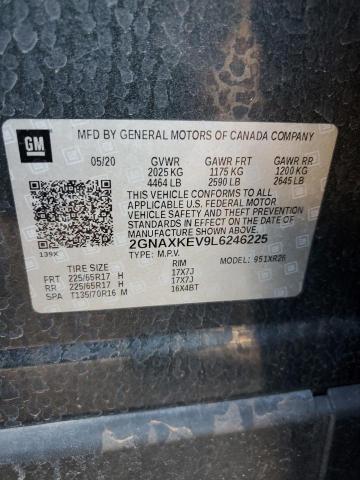 GM
MFD BY GENERAL MOTORS OF CANADA COMPANY
05/20 GVWR GAWR FRT GAWR RR
2025 KG 1175 KG 1200 KG
4464 LB 2590 LB 2645 LB
THIS VEHICLE CONFORMS TO ALL
APPLICABLE U.S. FEDERAL MOTOR
VEHICLE SAFETY, BUMPER, AND THEFT
PREVENTION STANDARDS IN EFFECT ON THE DATE OF
MANUFACTURE SHOWN ABOVE.
2GNAXKEV9L6246225
139X TYPE: M.P.V. MODEL: 951XR26
TIRE SIZE RIM
FRT 225/65R17 H 17X7J
RR 225/65R17 H 17X7J
SPA T135/70R16 M 16X4BT